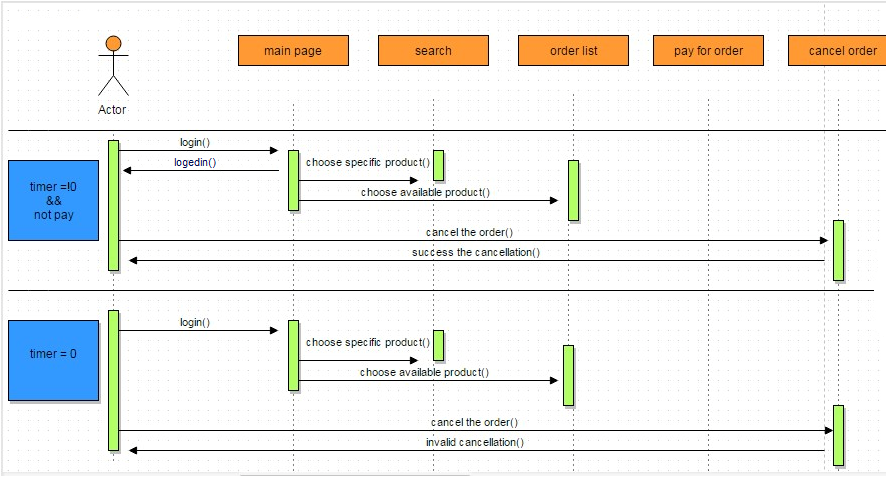 main page
search
order list
pay for order
cancel order
Actor
login()
logedin()
choose specific product()
choose available product()
timer =!0
&&
not pay
cancel the order()
success the cancellation()
login()
choose specific product()
timer = 0
choose available product()
cancel the order()
invalid cancellation()